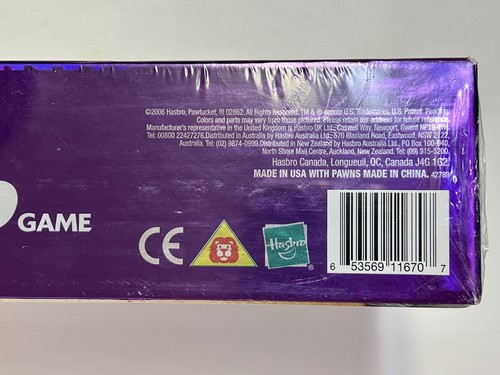 ©2006 Hasbro, Pawtucket, RI 02862. All Rights Reserved. TM & ® denote U.S. Trademarks. U.S. Patent
Colors and parts may vary from those pictured. Please retain our address for future reference.
Manufacturer's representative in the United Kingdom is Hasbro UK Ltd., Caswell Way, Newport, Gwent
Tel: 00800 22427276. Distributed in Australia by Hasbro Australia Ltd., 570 Blaxland Road, Eastwood, NSW
Australia. Tel: (02) 9874-0999. Distributed in New Zealand by Hasbro Australia Ltd., PO Box 100-940,
North Shore Mail Centre, Auckland, New Zealand. Tel: (09) 915-5200.
Hasbro Canada, Longueuil, QC, Canada J4G 1G2.
MADE IN USA WITH PAWNS MADE IN CHINA. 42789
GAME
CE
Hasbro
6 53569 11670 7